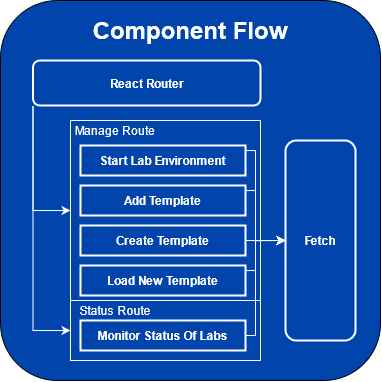 Component Flow
React Router
Manage Route
Start Lab Environment
Add Template
Create Template
Load New Template
Status Route
Monitor Status Of Labs
Fetch